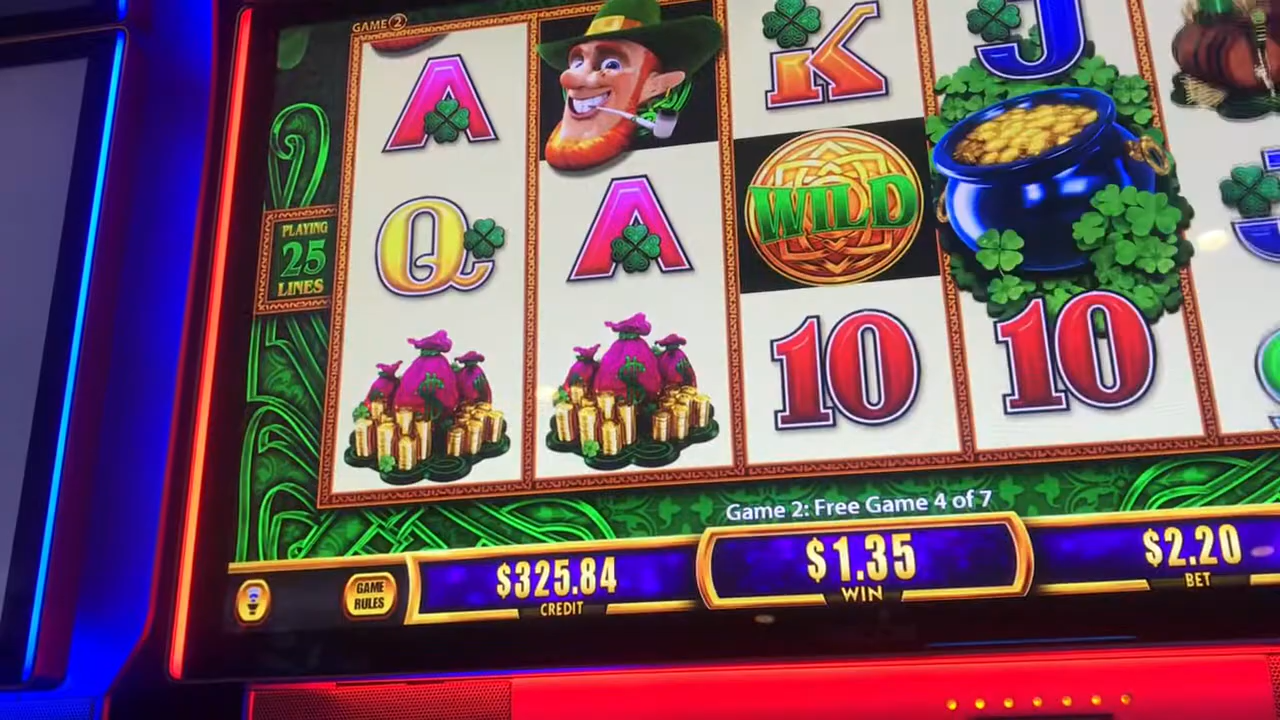 GAME 2
A
K
J
Q
A
WILD
J
PLAYING
25
LINES
10
10
Game 2: Free Game 4 of 7
GAME
RULES
$325.84
CREDIT
$1.35
WIN
$2.20
BET